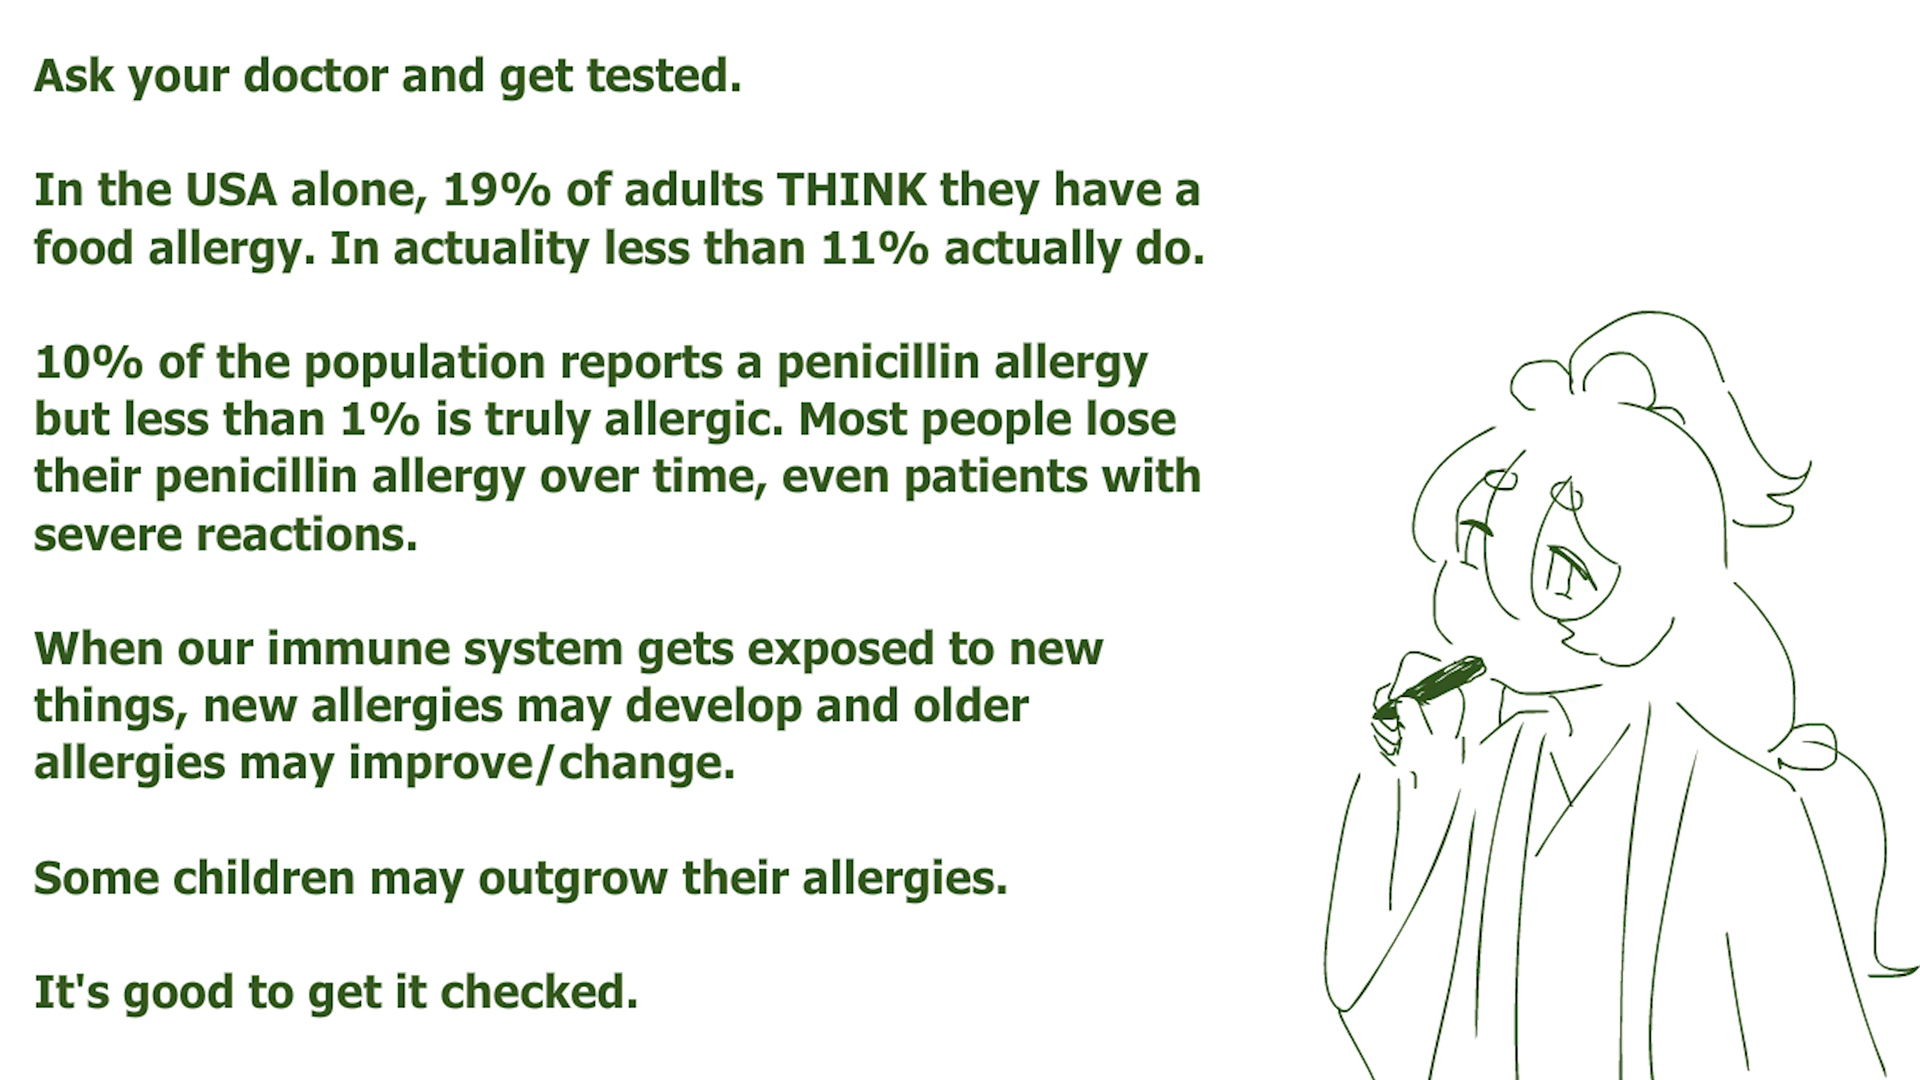 Ask your doctor and get tested.
In the USA alone, 19% of adults THINK they have a
food allergy. In actuality less than 11% actually do.
10% of the population reports a penicillin allergy
but less than 1% is truly allergic. Most people lose
their penicillin allergy over time, even patients with
severe reactions.
When our immune system gets exposed to new
things, new allergies may develop and older
allergies may improve/change.
Some children may outgrow their allergies.
It's good to get it checked.